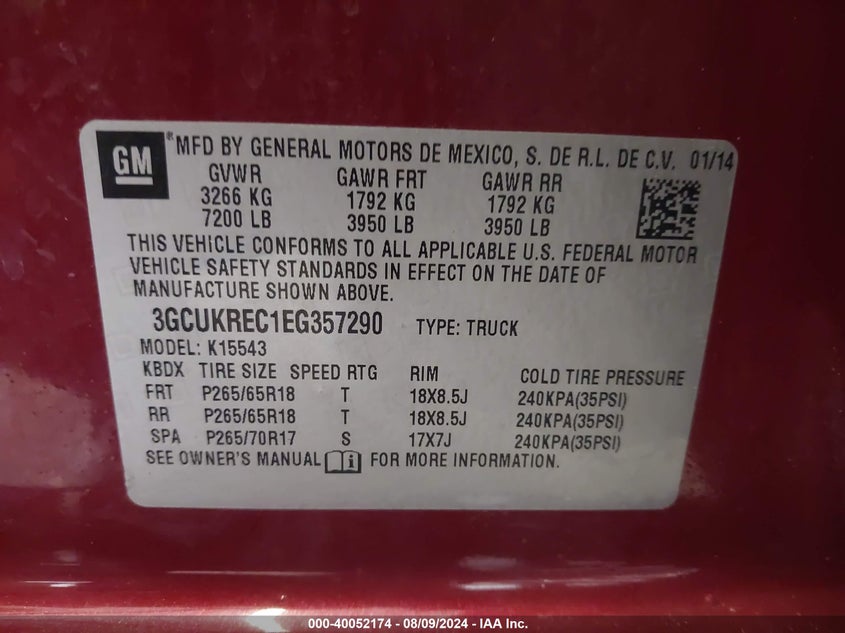 GM
® MFD BY GENERAL MOTORS DE MEXICO, S. DE R.L. DE C.V. 01/14
GVWR GAWR FRT GAWR RR
3266 KG 1792 KG 1792 KG
7200 LB 3950 LB 3950 LB
THIS VEHICLE CONFORMS TO ALL APPLICABLE U.S. FEDERAL MOTOR
VEHICLE SAFETY STANDARDS IN EFFECT ON THE DATE OF
MANUFACTURE SHOWN ABOVE.
3GCUKREC1EG357290 TYPE: TRUCK
MODEL: K15543
KBDX TIRE SIZE SPEED RTG RIM COLD TIRE PRESSURE
FRT P265/65R18 T 18X8.5J 240KPA(35PSI)
RR P265/65R18 T 18X8.5J 240KPA(35PSI)
SPA P265/70R17 S 17X7J 240KPA(35PSI)
SEE OWNER'S MANUAL FOR MORE INFORMATION.
000-40052174 - 08/09/2024 - IAA Inc.